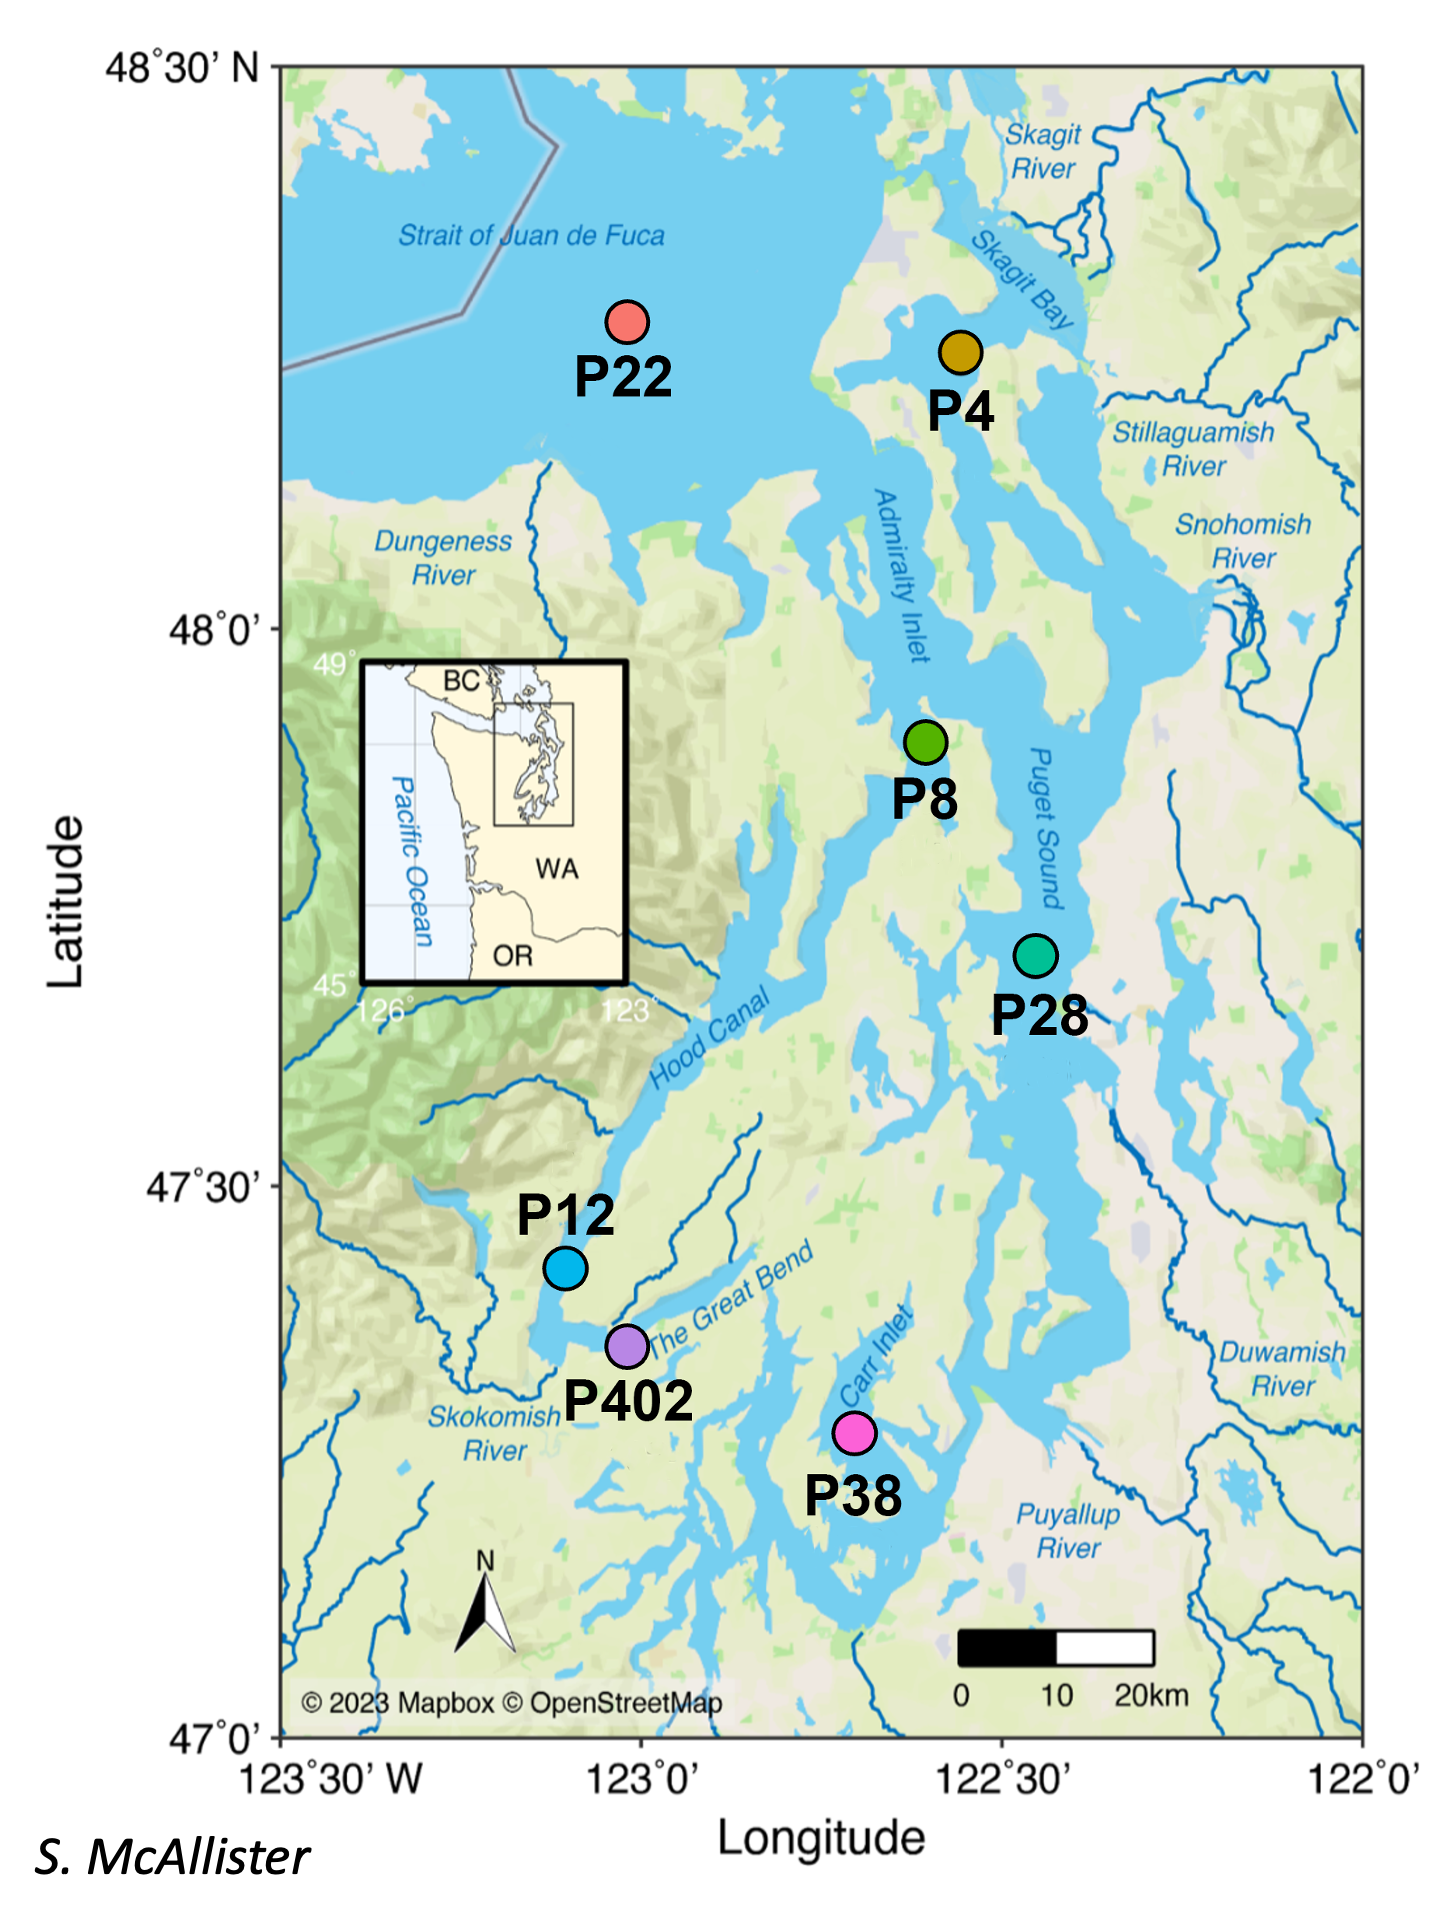 48°30’ N
Skagit
River
Strait of Juan de Fuca
Skagit Bay
P22
P4
Stillaguamish
River
Admiralty Inlet
Snohomish
River
Dungeness
River
48°0’
49°
BC
Pacific Ocean
WA
OR
45°
126°
123°
P8
Puget Sound
Latitude
P28
Hood Canal
47°30’
P12
The Great Bend
P402
Carr Inlet
Duwamish
River
Skokomish
River
P38
Puyallup
River
N
0 10 20km
© 2023 Mapbox © OpenStreetMap
47°0’
123°30’ W 123°0’ 122°30’ 122°0’
Longitude
S. McAllister